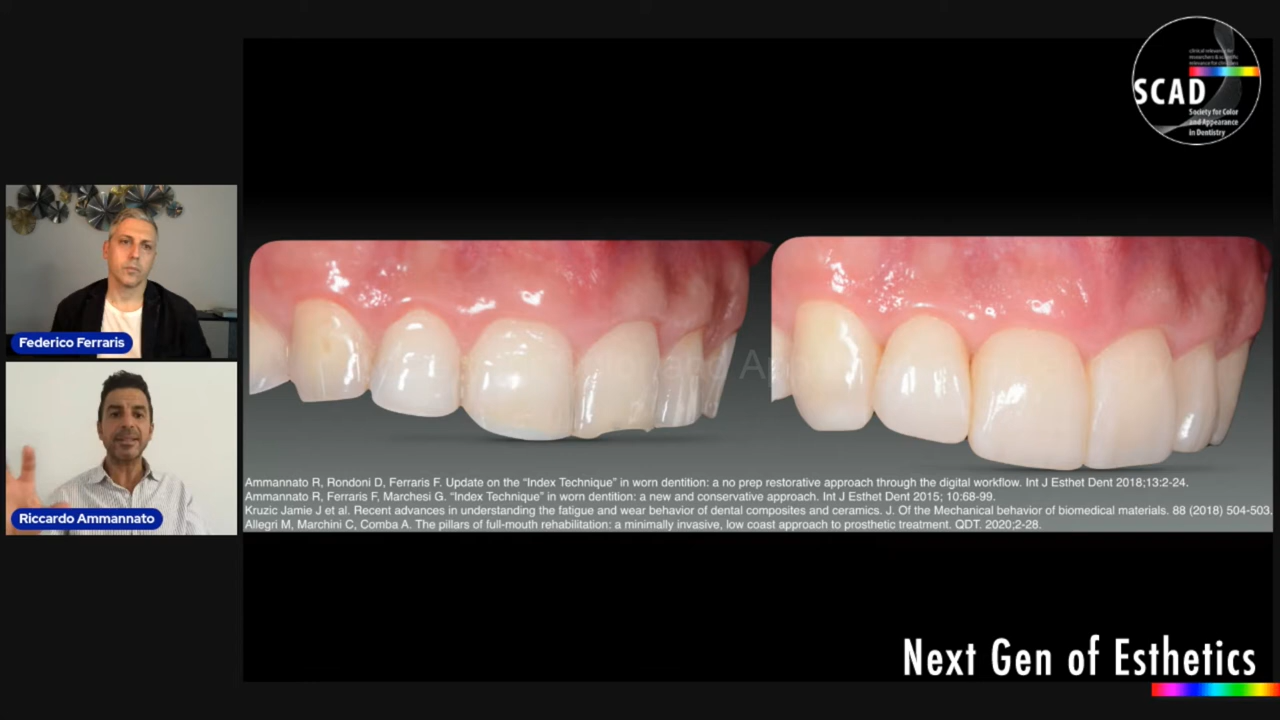 clinical relevance for
researchers & scientific
relevance for clinicians
SCAD
Society for Color
and Appearance
in Dentistry
Federico Ferraris
Riccardo Ammannato
Ammannato R, Rondoni D, Ferraris F. Update on the “Index Technique” in worn dentition: a no prep restorative approach through the digital workflow. Int J Esthet Dent 2018;13:2-24.
Ammannato R, Ferraris F, Marchesi G. “Index Technique” in worn dentition: a new and conservative approach. Int J Esthet Dent 2015; 10:68-99.
Kruzic Jamie J et al. Recent advances in understanding the fatigue and wear behavior of dental composites and ceramics. J. Of the Mechanical behavior of biomedical materials. 88 (2018) 504-503.
Allegri M, Marchini C, Comba A. The pillars of full-mouth rehabilitation: a minimally invasive, low coast approach to prosthetic treatment. QDT. 2020;2-28.
Next Gen of Esthetics